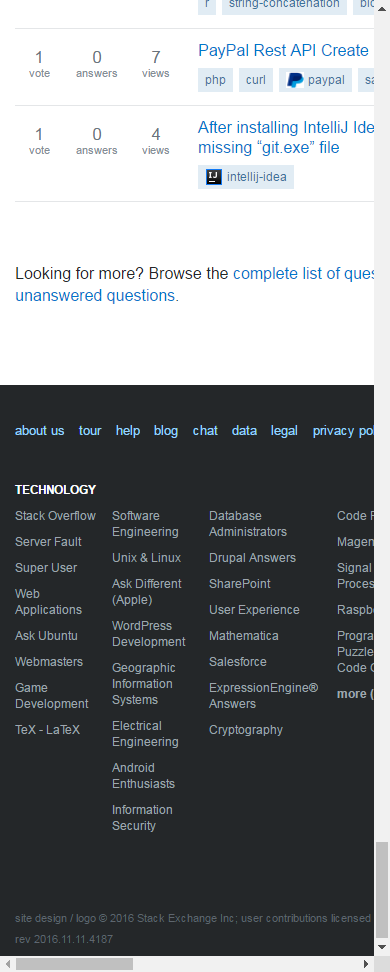 r string-concatenation
1 0 7 PayPal Rest API Create
vote answers views
php curl paypal
1 0 4 After installing IntelliJ Ide
vote answers views missing “git.exe” file
IJ intellij-idea
Looking for more? Browse the complete list of ques
unanswered questions.
about us tour help blog chat data legal privacy pol
TECHNOLOGY
Stack Overflow
Server Fault
Super User
Web
Applications
Ask Ubuntu
Webmasters
Game
Development
TeX - LaTeX
Software
Engineering
Unix & Linux
Ask Different
(Apple)
WordPress
Development
Geographic
Information
Systems
Electrical
Engineering
Android
Enthusiasts
Information
Security
Database
Administrators
Drupal Answers
SharePoint
User Experience
Mathematica
Salesforce
ExpressionEngine®
Answers
Cryptography
Code
Magen
Signal
Proces
Raspb
Progra
Puzzle
Code
more (
site design / logo © 2016 Stack Exchange Inc; user contributions licensed
rev 2016.11.11.4187